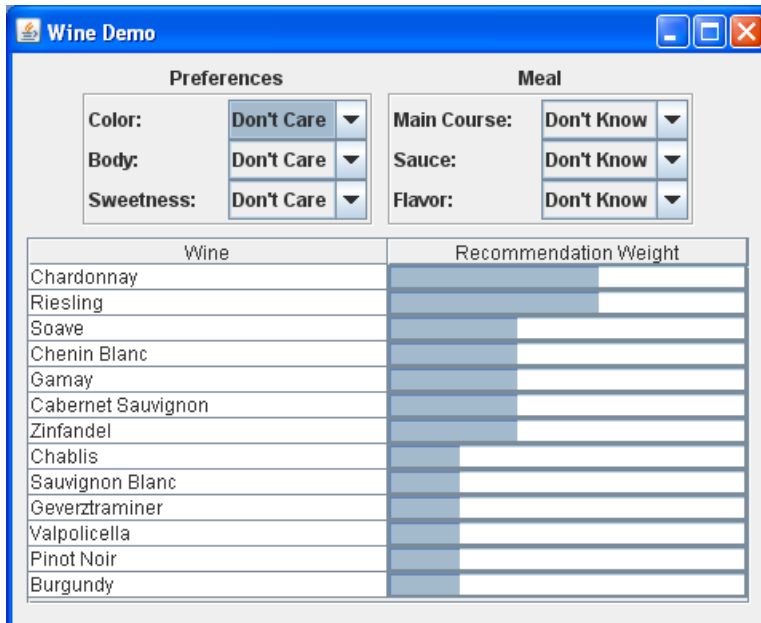 Wine Demo
Preferences Meal
Color: Don't Care Main Course: Don't Know
Body: Don't Care Sauce: Don't Know
Sweetness: Don't Care Flavor: Don't Know
Wine Recommendation Weight
Chardonnay
Riesling
Soave
Chenin Blanc
Gamay
Cabernet Sauvignon
Zinfandel
Chablis
Sauvignon Blanc
Geverztraminer
Valpolicella
Pinot Noir
Burgundy